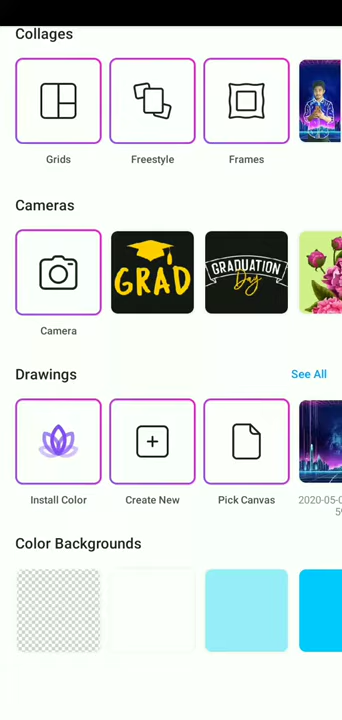 Collages
Grids
Freestyle
Frames
Cameras
GRAD
GRADUATION
Day
Camera
Drawings
See All
Install Color
Create New
Pick Canvas
2020-05-0
59
Color Backgrounds